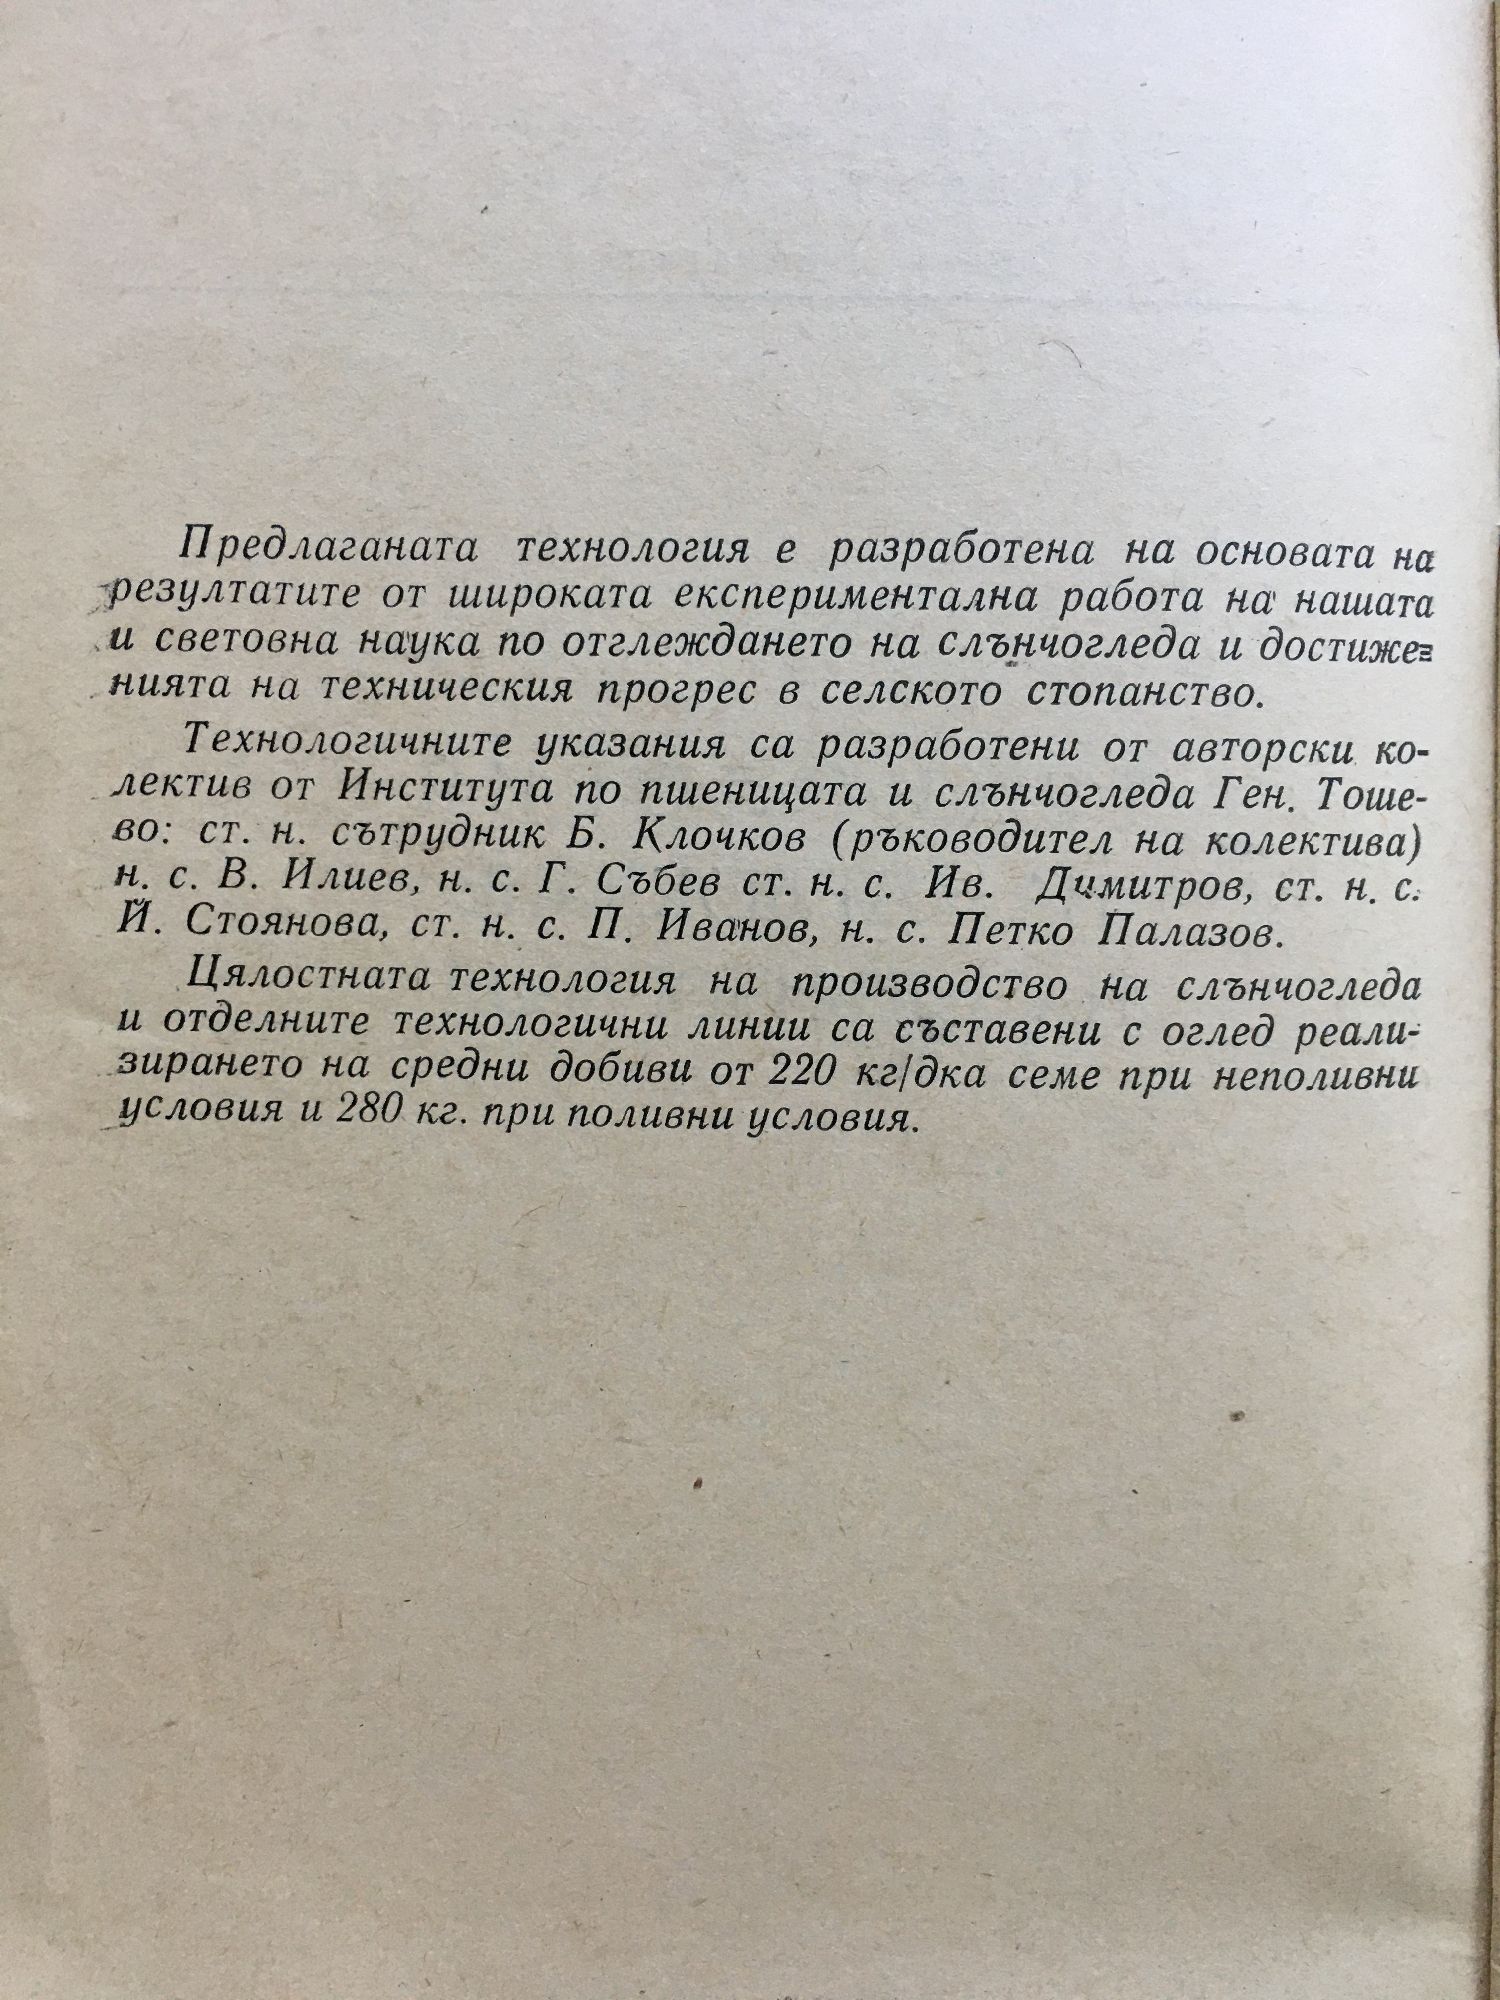 Предлаганата технология е разработена на основата на
резултатите от широката експериментална работа на нашата
и световна наука по отглеждането на слънчогледа и достиже-
нията на техническия прогрес в селското стопанство.
Технологичните указания са разработени от авторски ко-
лектив от Института по пшеницата и слънчогледа Ген. Тоше-
во: ст. н. сътрудник Б. Клочков (ръководител на колектива)
н. с. В. Илиев, н. с. Г. Събев ст. н. с. Ив. Димитров, ст. н. с.
Й. Стоянова, ст. н. с. П. Иванов, н. с. Петко Палазов.
Цялостната технология на производство на слънчогледа
и отделните технологични линии са съставени с оглед реали-
зирането на средни добиви от 220 кг/дка семе при неполивни
условия и 280 кг. при поливни условия.